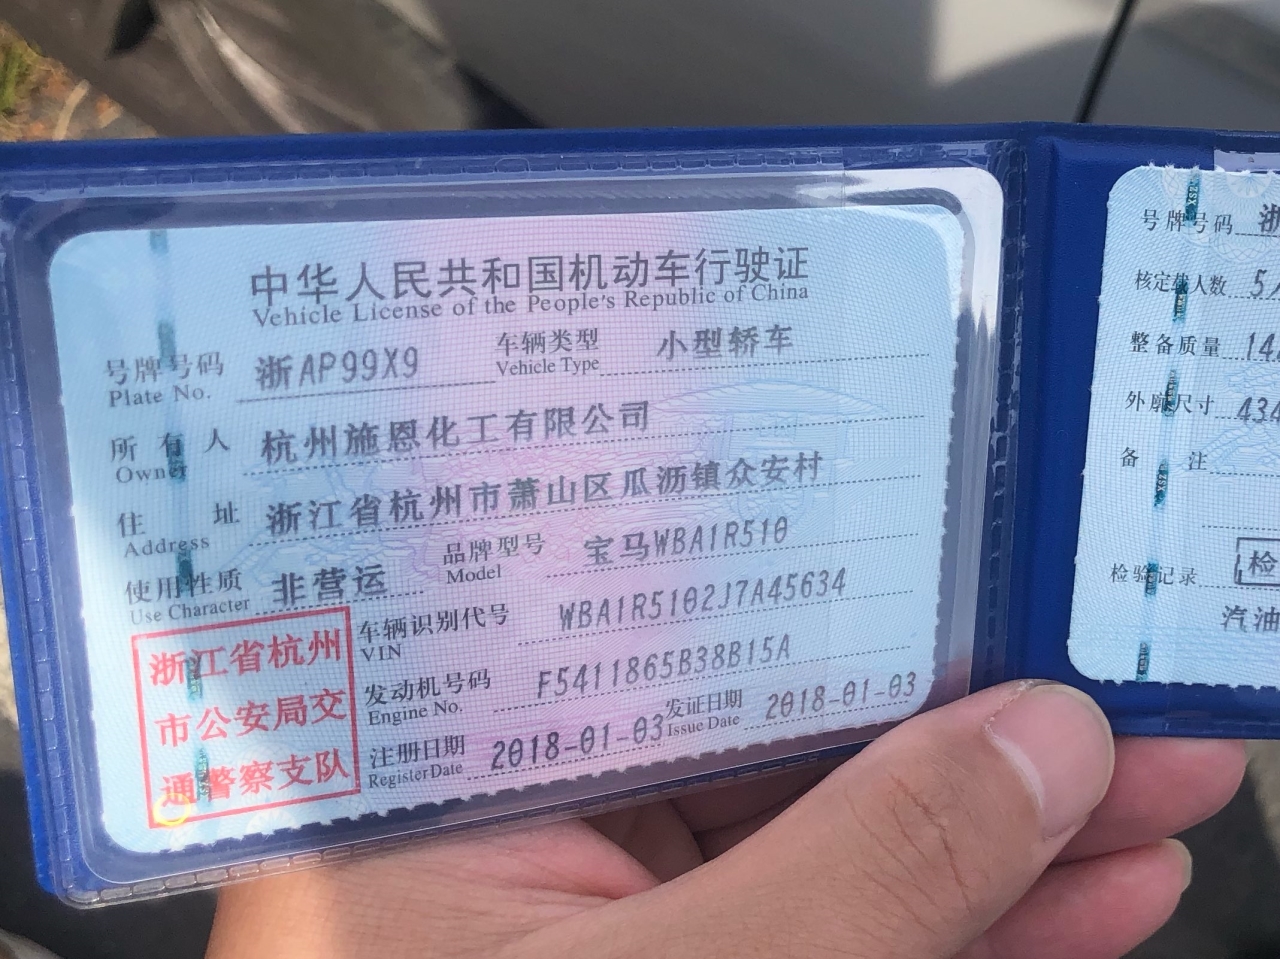 中华人民共和国机动车行驶证
Vehicle License of the People's Republic of China
号牌号码 浙AP99X9 车辆类型 小型轿车
Plate No. Vehicle Type
所有人 杭州施恩化工有限公司
Owner
住址 浙江省杭州市萧山区瓜沥镇众安村
Address
使用性质 非营运 品牌型号 宝马WBA1R510
Use Character Model
车辆识别代号 WBA1R5102J7A45634
VIN
发动机号码 F5411865B38B15A
Engine No.
注册日期 2018-01-03 发证日期 2018-01-03
Register Date Issue Date
浙江省杭州
市公安局交
通警察支队
号牌号码 浙
核定载人数 5
整备质量 14
外廓尺寸 434
备注
检验记录 检
汽油